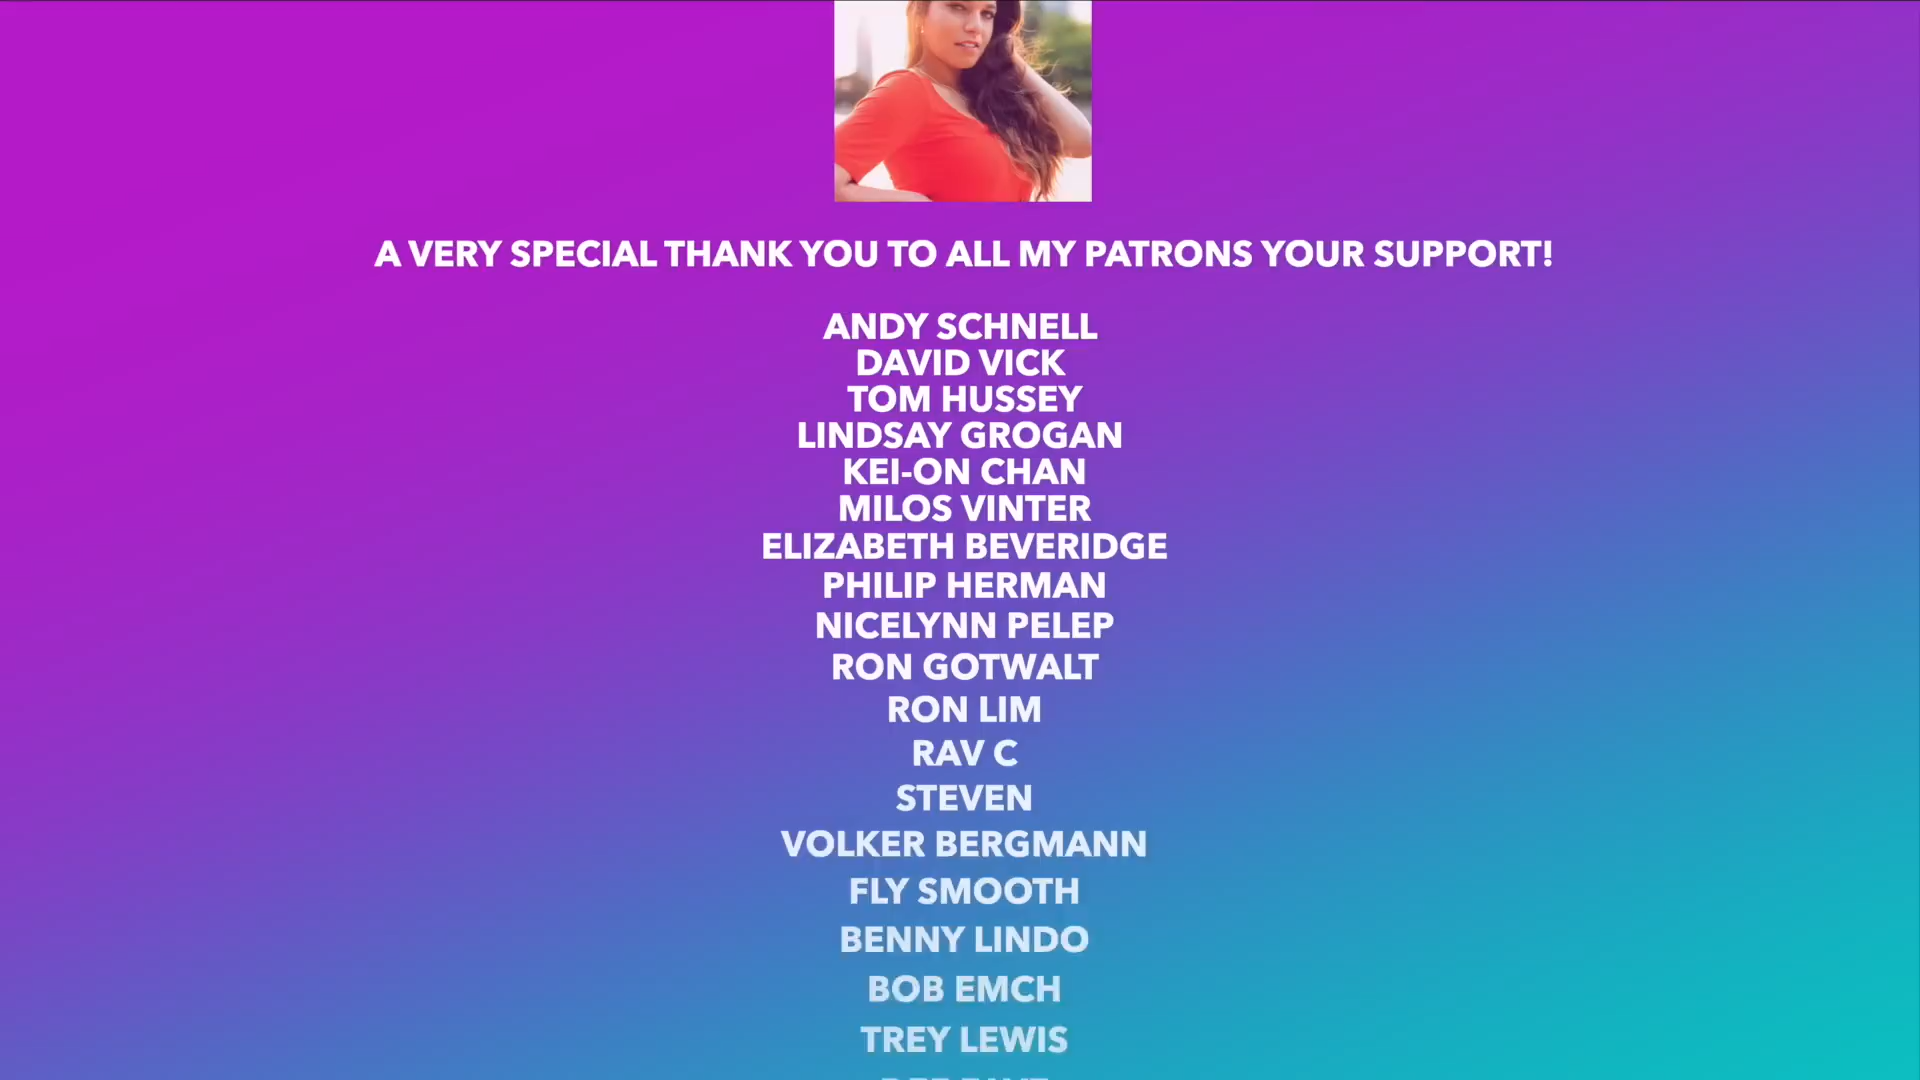 A VERY SPECIAL THANK YOU TO ALL MY PATRONS YOUR SUPPORT!
ANDY SCHNELL
DAVID VICK
TOM HUSSEY
LINDSAY GROGAN
KEI-ON CHAN
MILOS VINTER
ELIZABETH BEVERIDGE
PHILIP HERMAN
NICELYNN PELEP
RON GOTWALT
RON LIM
RAV C
STEVEN
VOLKER BERGMANN
FLY SMOOTH
BENNY LINDO
BOB EMCH
TREY LEWIS